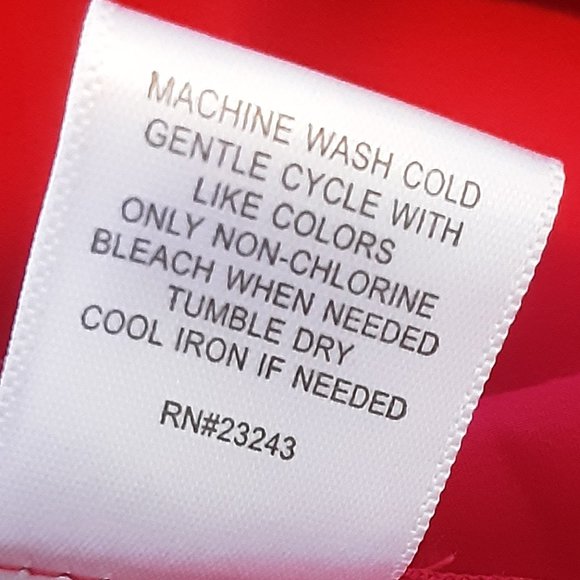 MACHINE WASH COLD
GENTLE CYCLE WITH
LIKE COLORS
ONLY NON-CHLORINE
BLEACH WHEN NEEDED
TUMBLE DRY
COOL IRON IF NEEDED
RN#23243